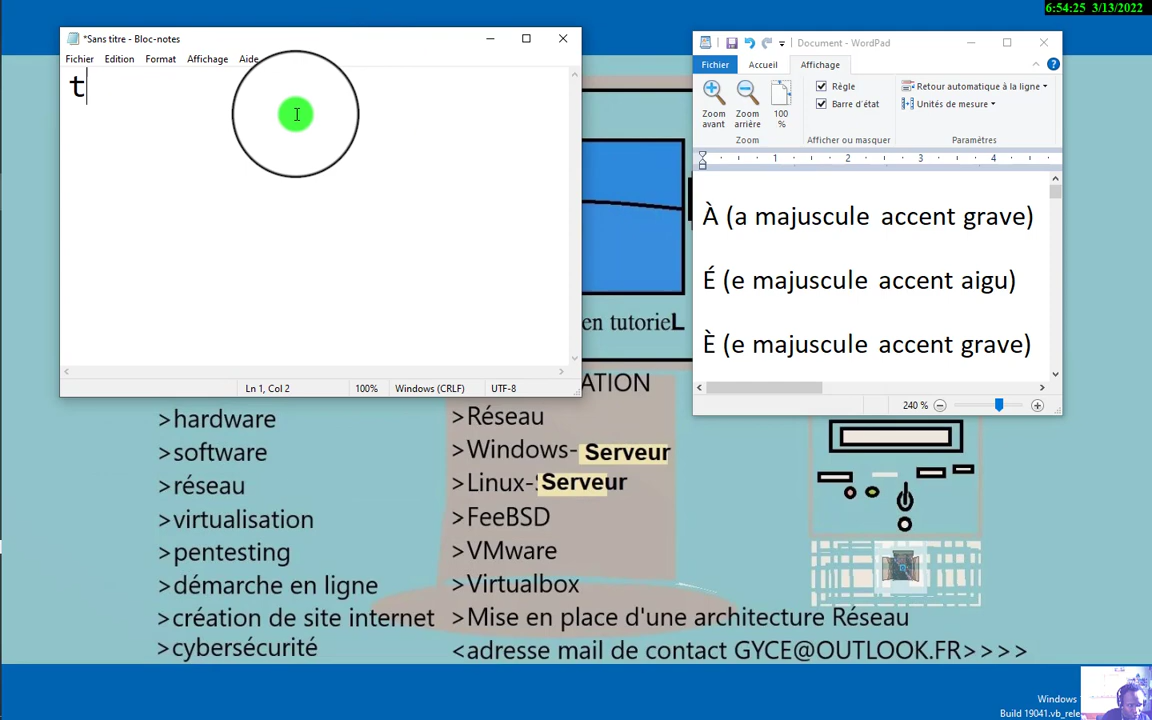 6:54:25 3/13/2022
*Sans titre - Bloc-notes
Fichier Edition Format Affichage Aide
t
Ln 1, Col 2 100% Windows (CRLF) UTF-8
Document - WordPad
Fichier Accueil Affichage
Zoom avant
Zoom arrière
100 %
Zoom
Règle
Barre d'état
Afficher ou masquer
Retour automatique à la ligne
Unités de mesure
Paramètres
1 2 3 4
À (a majuscule accent grave)
É (e majuscule accent aigu)
È (e majuscule accent grave)
240 %
en tutorieL
ATION
>hardware
>software
>réseau
>virtualisation
>pentesting
>démarche en ligne
>création de site internet
>cybersécurité
>Réseau
>Windows-Serveur
>Linux-Serveur
>FeeBSD
>VMware
>Virtualbox
>Mise en place d'une architecture Réseau
<adresse mail de contact GYCE@OUTLOOK.FR>>>>
Windows
Build 19041.vb_rele